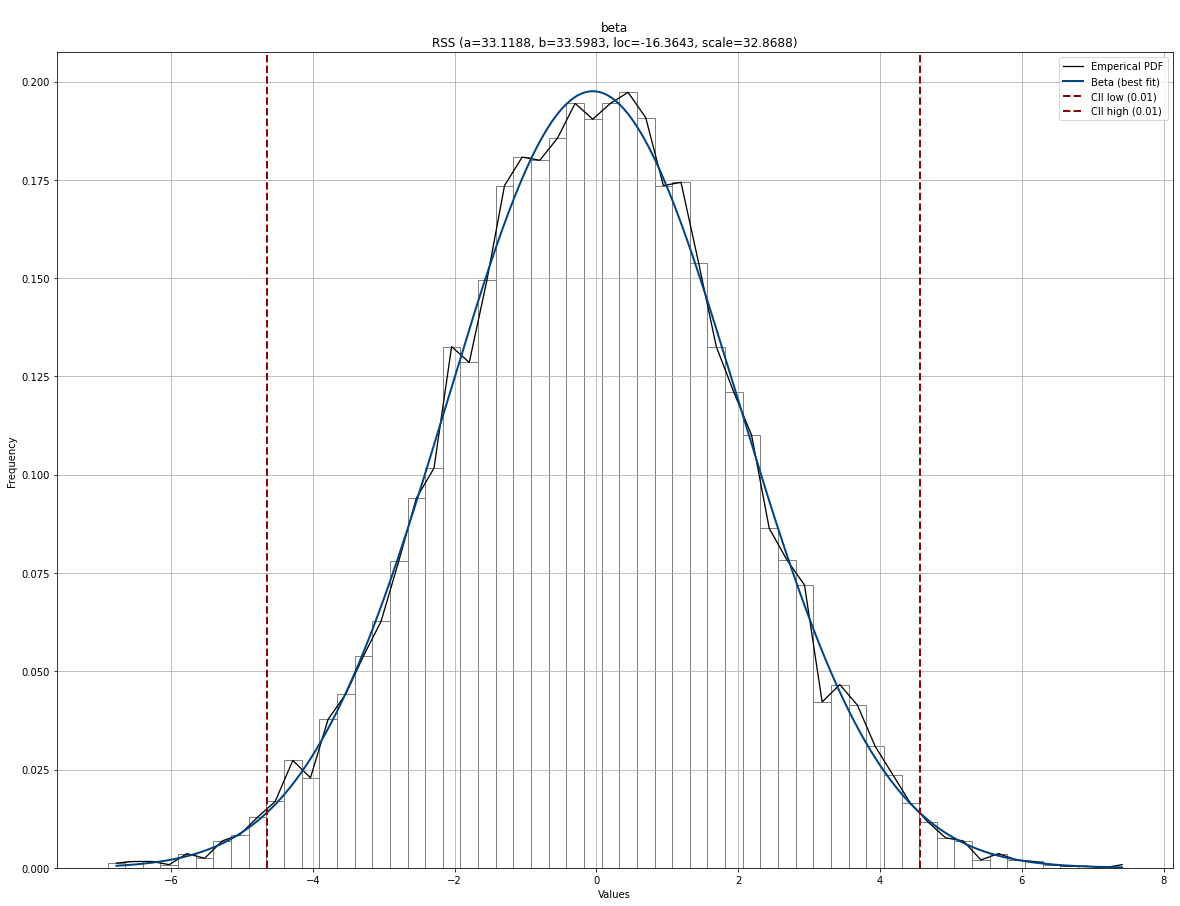 beta
RSS (a=33.1188, b=33.5983, loc=-16.3643, scale=32.8688)
Emperical PDF
Beta (best fit)
CII low (0.01)
CII high (0.01)
Frequency
0.200
0.175
0.150
0.125
0.100
0.075
0.050
0.025
0.000
−6 −4 −2 0 2 4 6 8
Values